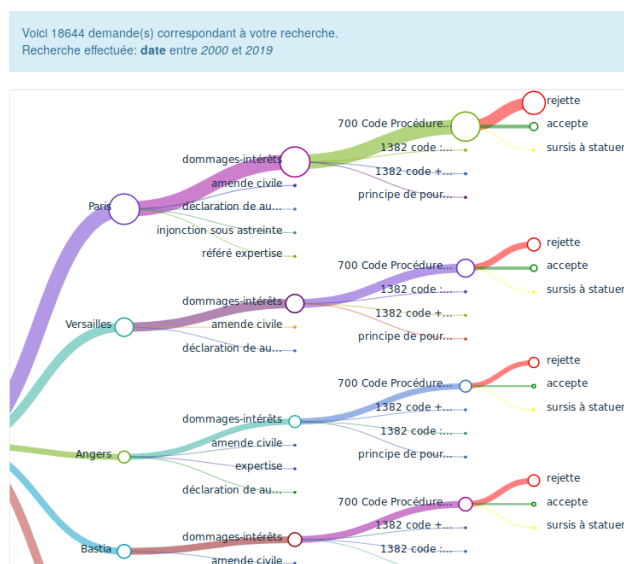 Voici 18644 demande(s) correspondant à votre recherche.
Recherche effectuée: date entre 2000 et 2019
Paris
dommages-intérêts
amende civile
déclaration de au...
injonction sous astreinte
référé expertise
700 Code Procédure...
1382 code :...
1382 code +...
principe de pour...
rejette
accepte
sursis à statuer
Versailles
dommages-intérêts
amende civile
déclaration de au...
700 Code Procédure...
1382 code :...
1382 code +...
principe de pour...
rejette
accepte
sursis à statuer
Angers
dommages-intérêts
amende civile
expertise
déclaration de au...
700 Code Procédure...
1382 code +...
1382 code :...
principe de pour...
rejette
accepte
sursis à statuer
Bastia
dommages-intérêts
amende civile
700 Code Procédure...
1382 code +...
1382 code :...
rejette
accepte
sursis à statuer